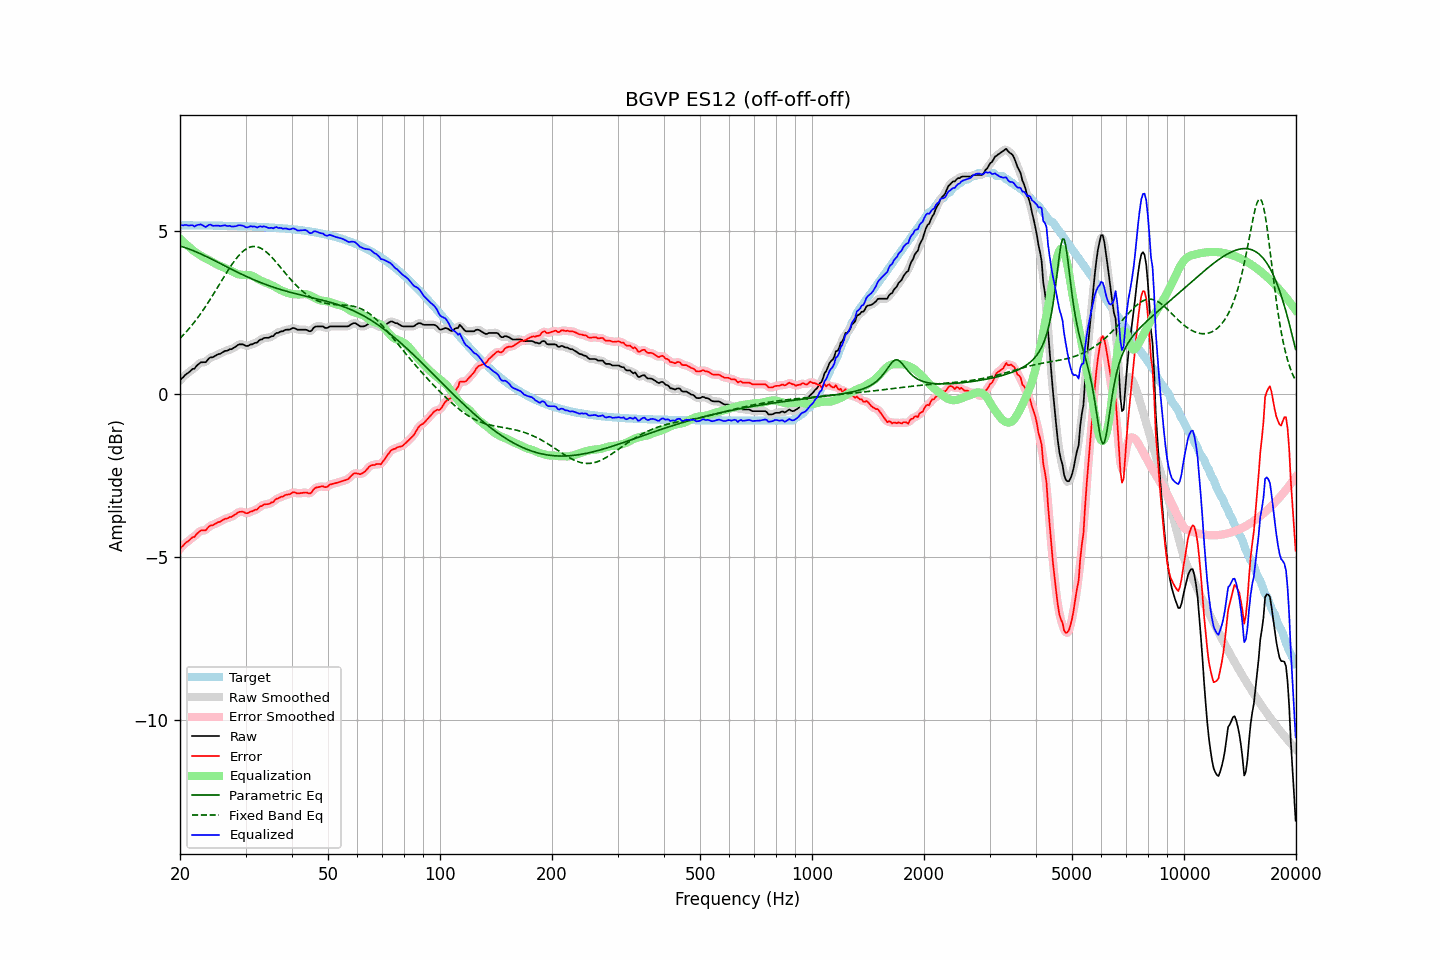 BGVP ES12 (off-off-off)
Amplitude (dBr)
5
0
−5
−10
Target
Raw Smoothed
Error Smoothed
Raw
Error
Equalization
Parametric Eq
Fixed Band Eq
Equalized
20 50 100 200 500 1000 2000 5000 10000 20000
Frequency (Hz)